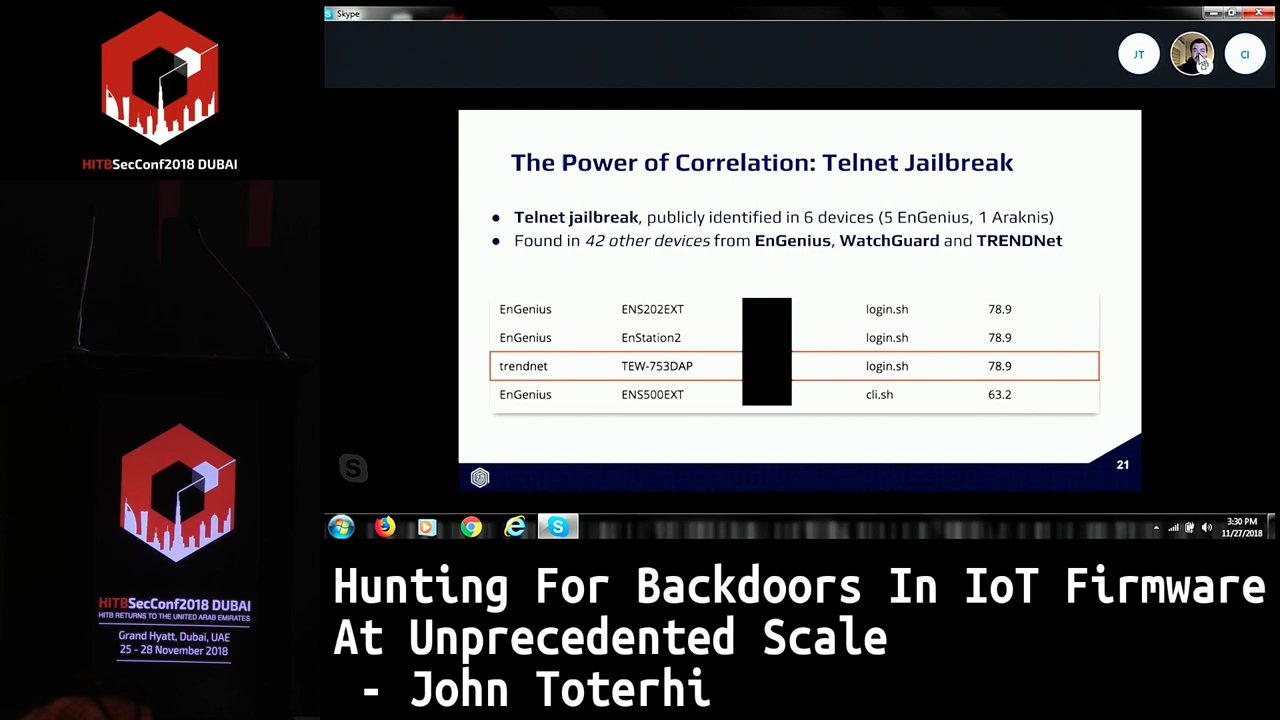 HITBSecConf2018 DUBAI
HITBSecConf2018 DUBAI
HITB RETURNS TO THE UNITED ARAB EMIRATES
Grand Hyatt, Dubai, UAE
25 - 28 November 2018
Skype
JT
CI
The Power of Correlation: Telnet Jailbreak
● Telnet jailbreak, publicly identified in 6 devices (5 EnGenius, 1 Araknis)
● Found in 42 other devices from EnGenius, WatchGuard and TRENDNet
EnGenius ENS202EXT login.sh 78.9
EnGenius EnStation2 login.sh 78.9
trendnet TEW-753DAP login.sh 78.9
EnGenius ENS500EXT cli.sh 63.2
21
3:30 PM
11/27/2018
Hunting For Backdoors In IoT Firmware
At Unprecedented Scale
- John Toterhi